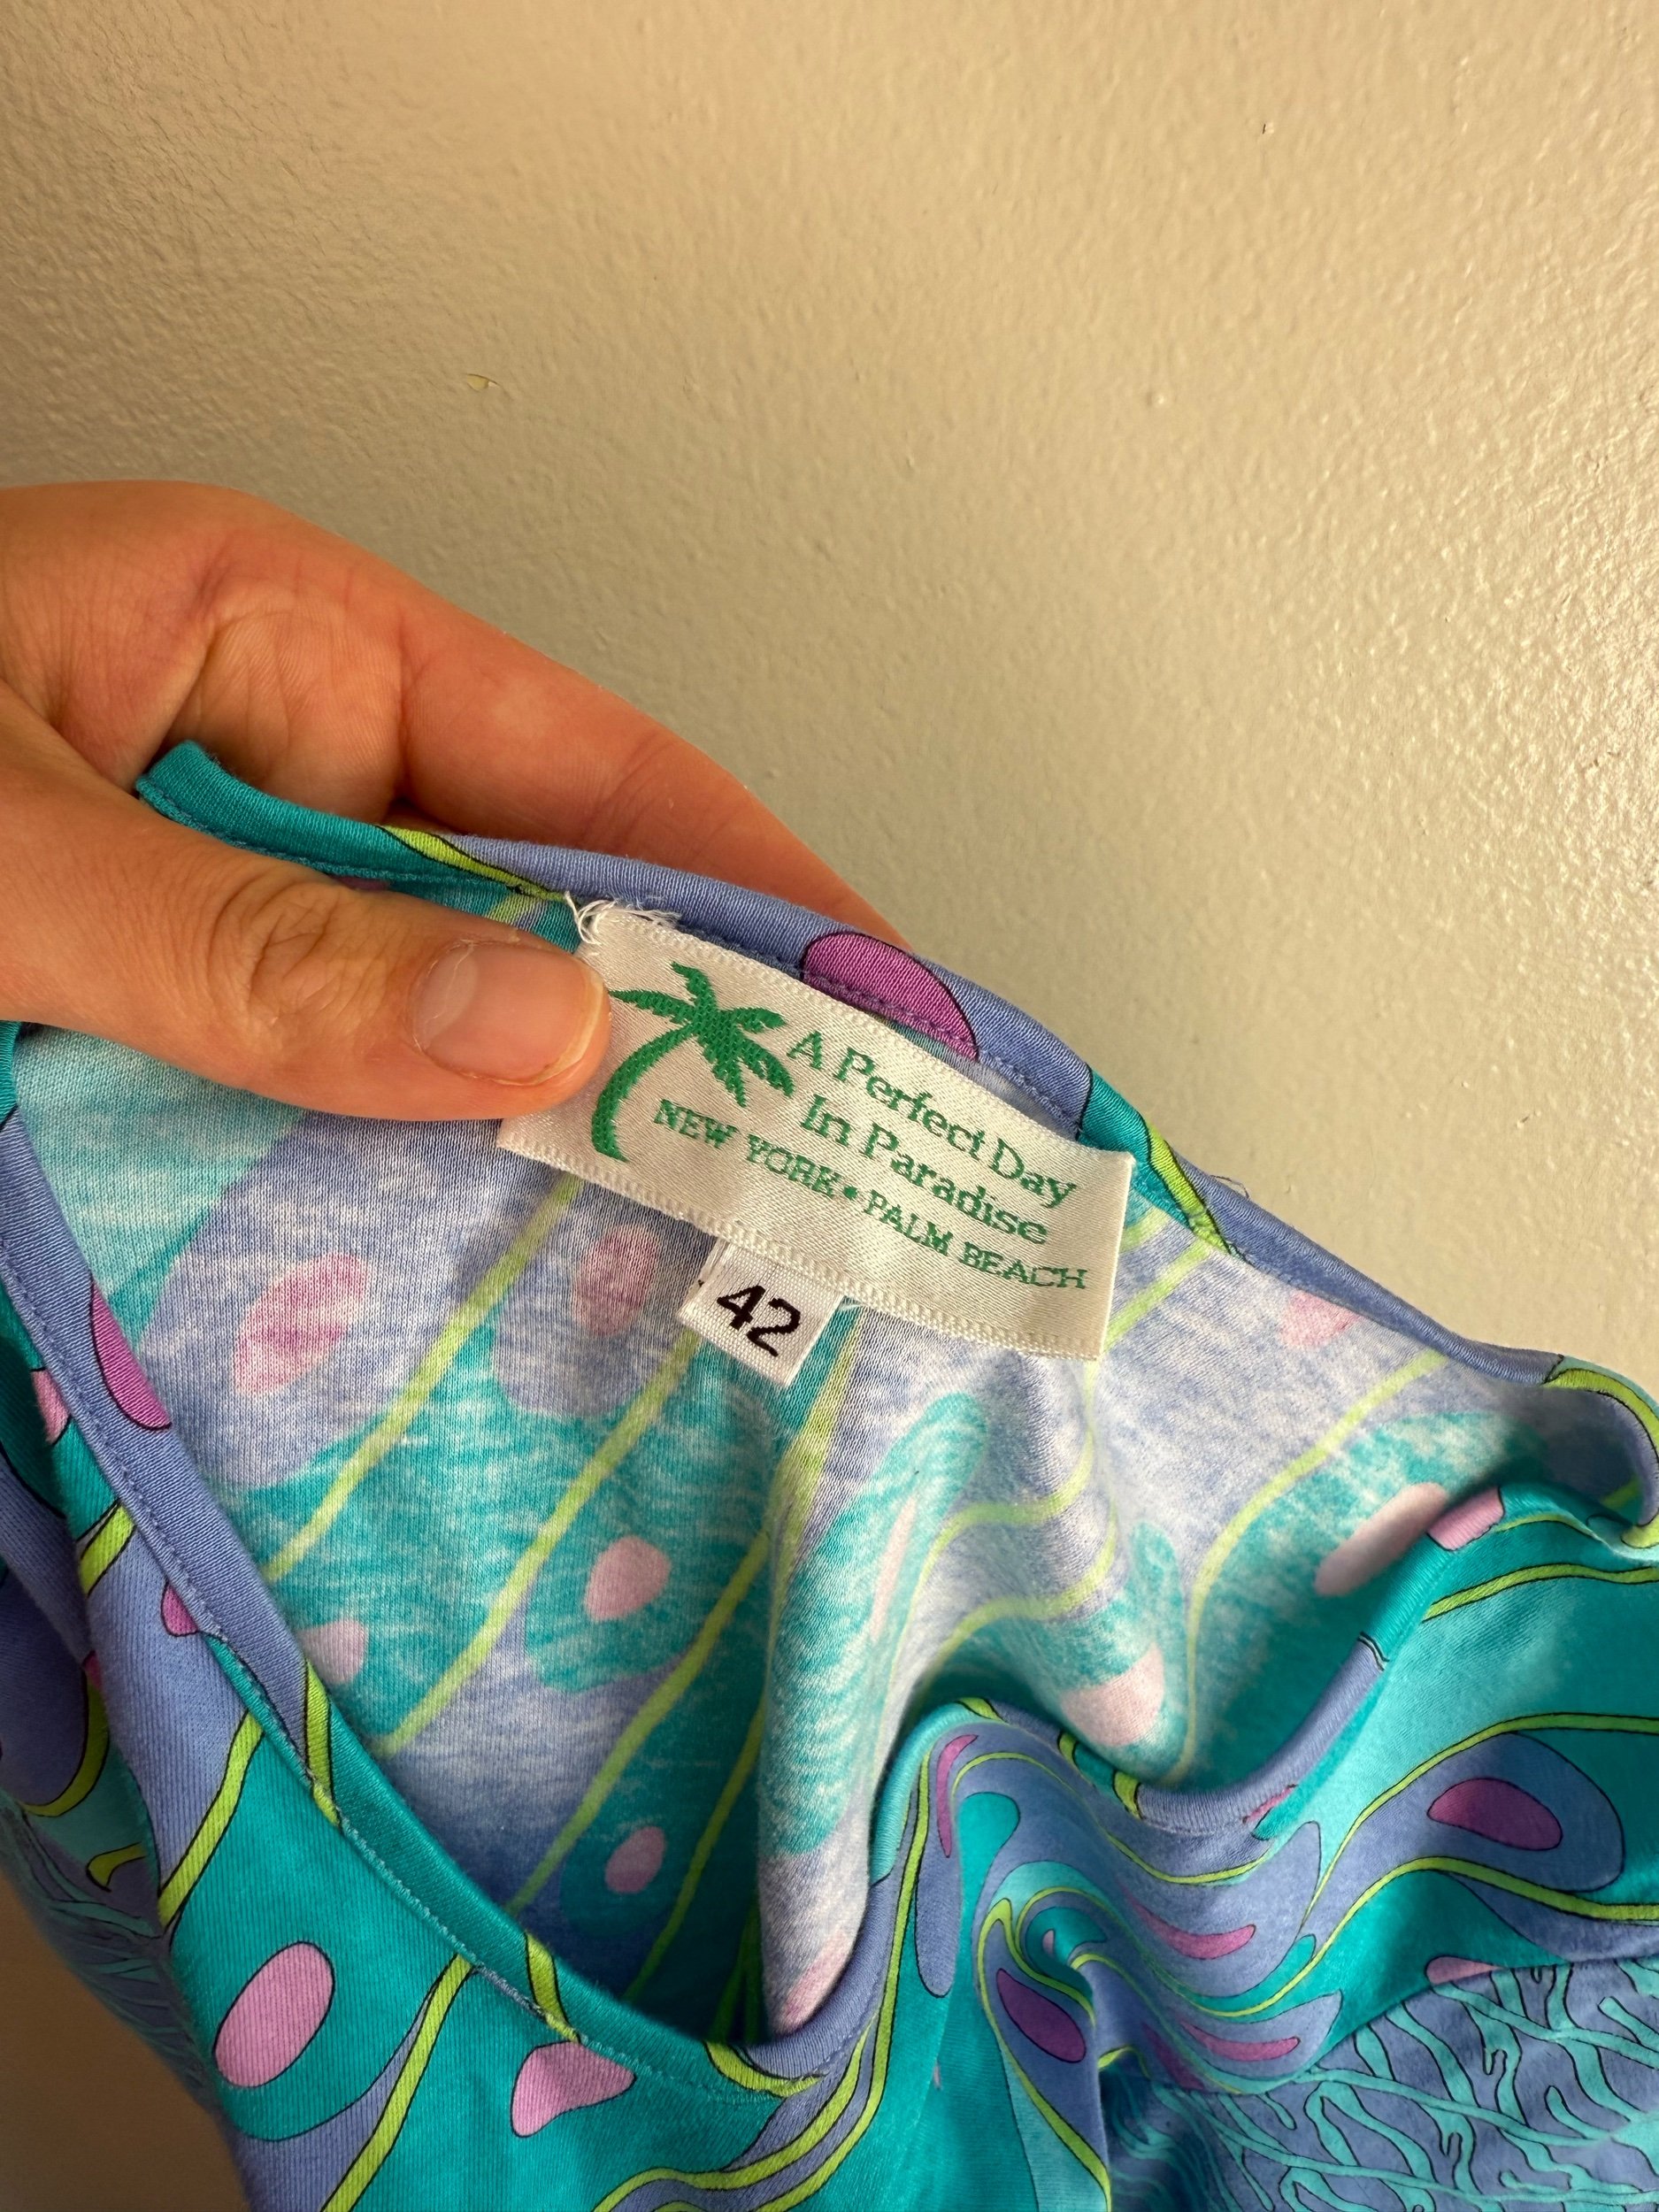 A Perfect Day
In Paradise
NEW YORK • PALM BEACH
42